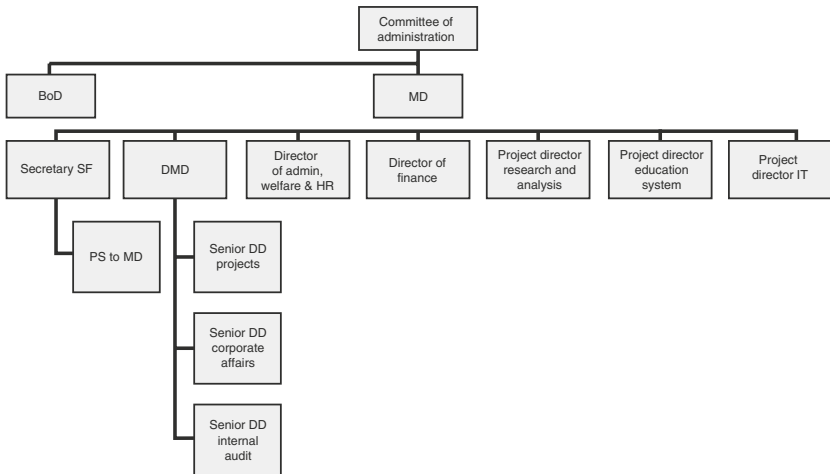 Committee of
administration
BoD
MD
Secretary SF
DMD
Director
of admin,
welfare & HR
Director of
finance
Project director
research and
analysis
Project director
education
system
Project
director IT
PS to MD
Senior DD
projects
Senior DD
corporate
affairs
Senior DD
internal
audit